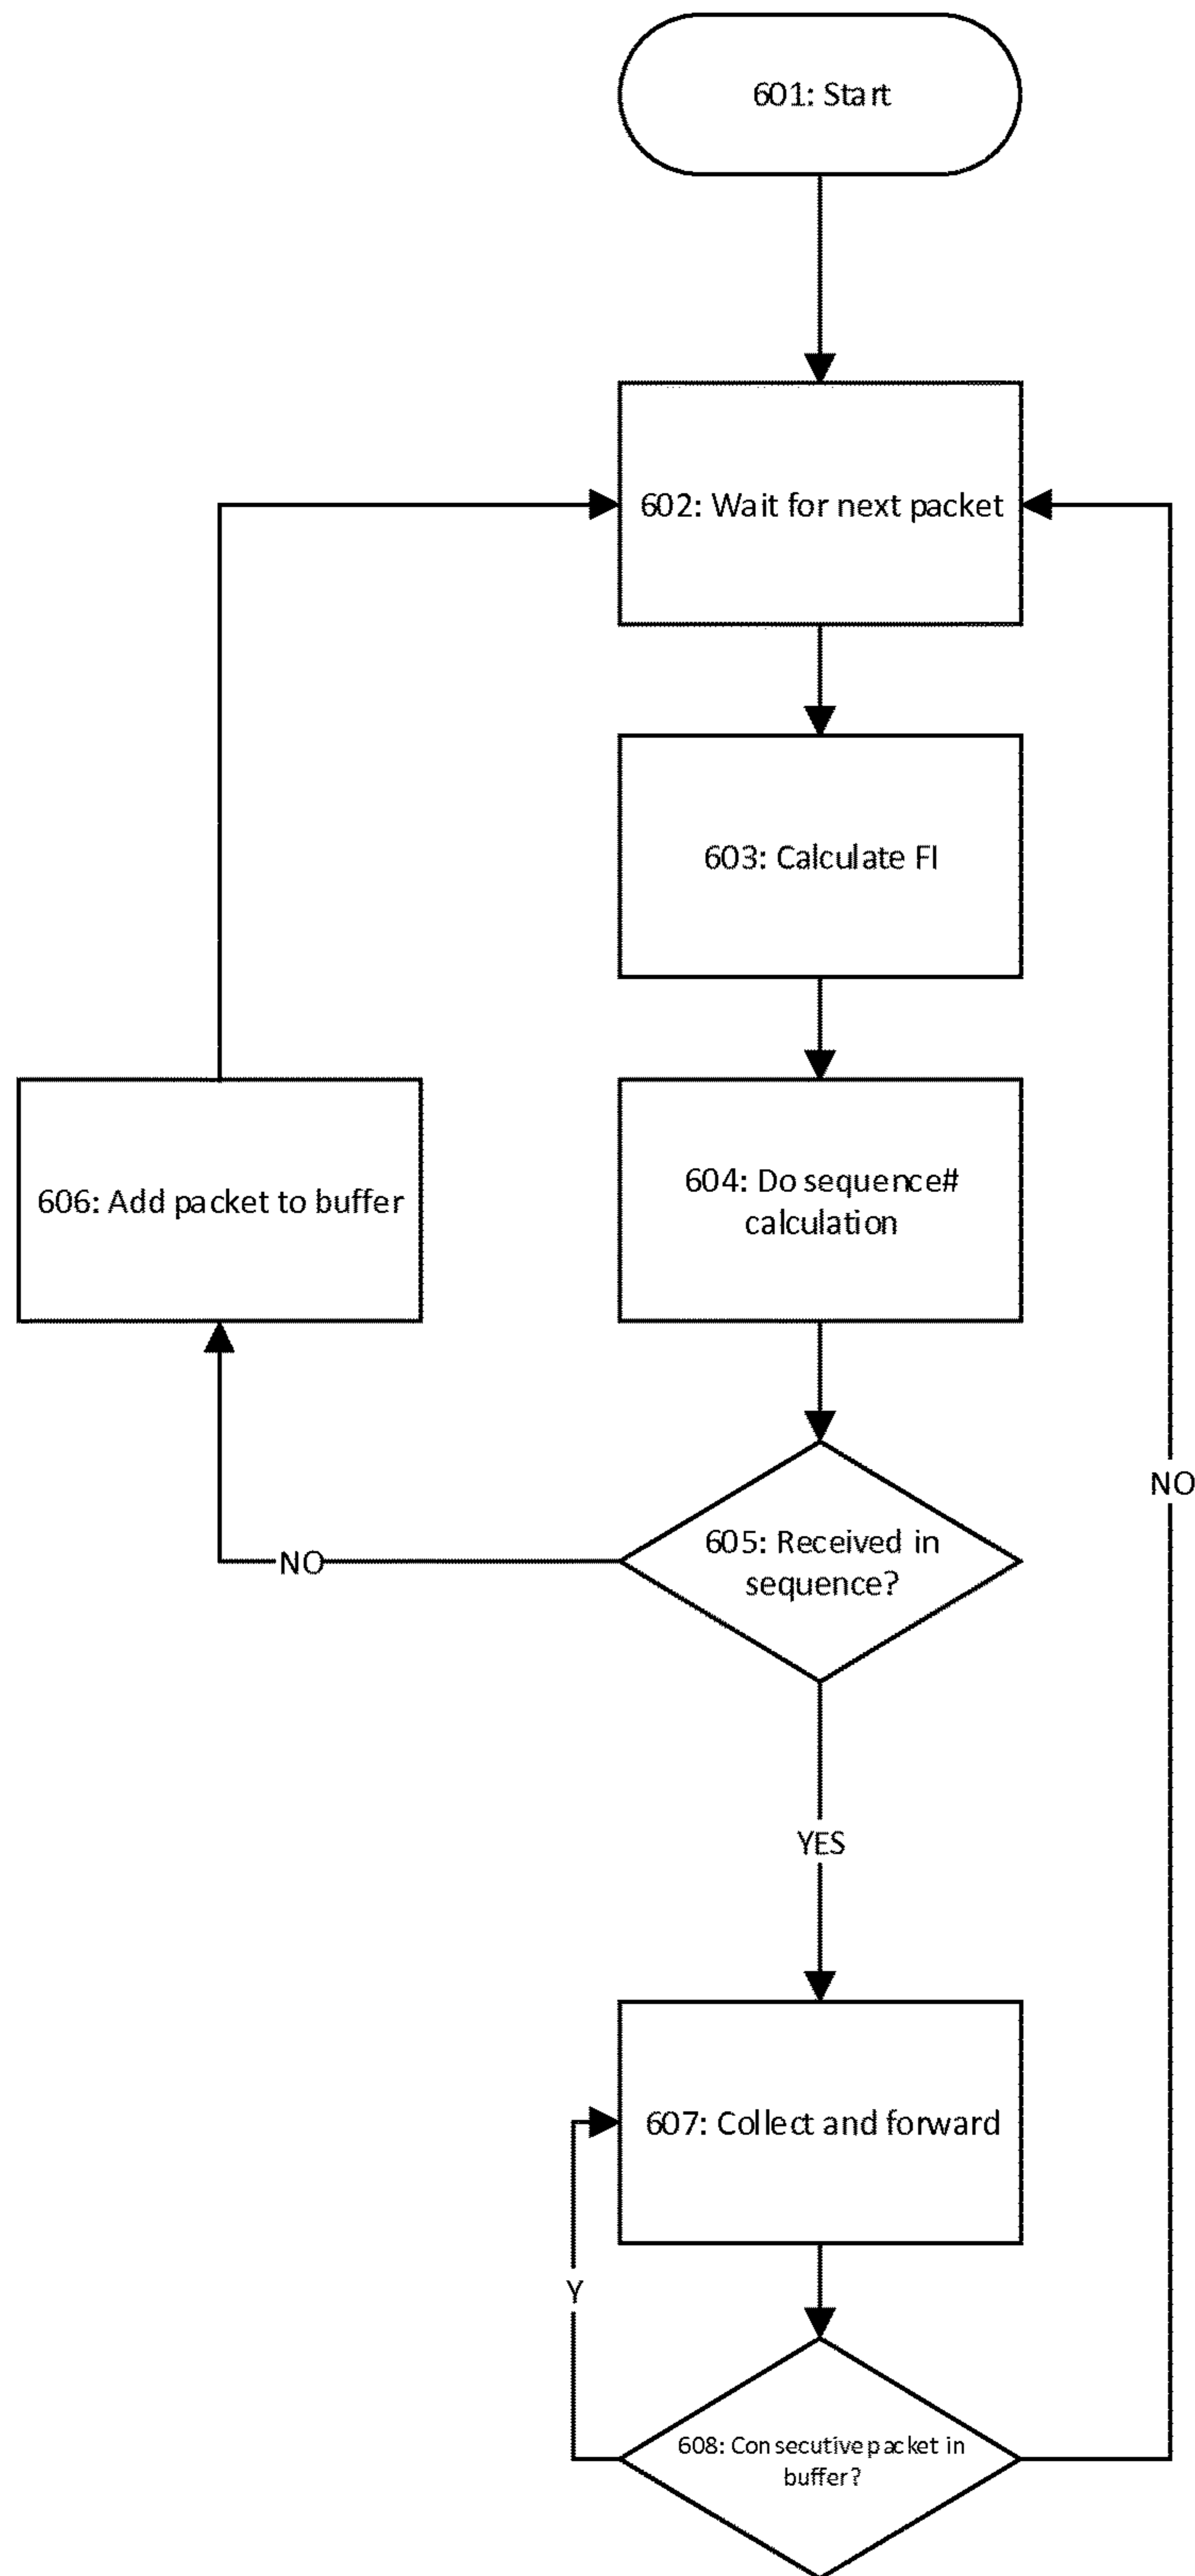 601: Start
602: Wait for next packet
603: Calculate FI
604: Do sequence#
calculation
606: Add packet to buffer
NO
605: Received in
sequence?
NO
YES
607: Collect and forward
Y
608: Consecutive packet in
buffer?